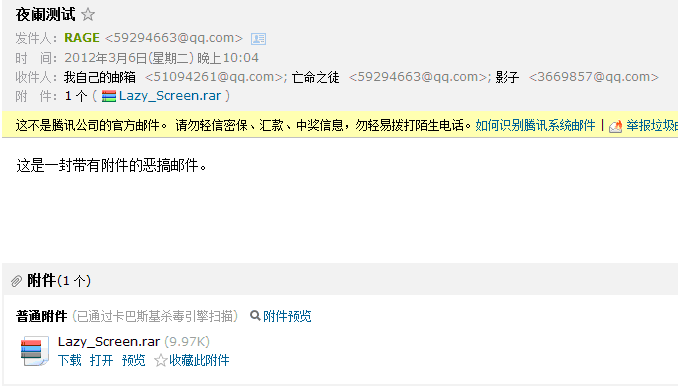 夜阑测试 ☆
发件人：RAGE <59294663@qq.com>
时 间：2012年3月6日(星期二) 晚上10:04
收件人：我自己的邮箱 <51094261@qq.com>; 亡命之徒 <59294663@qq.com>; 影子 <3669857@qq.com>
附 件：1 个 ( Lazy_Screen.rar )
这不是腾讯公司的官方邮件。 请勿轻信密保、汇款、中奖信息，勿轻易拨打陌生电话。如何识别腾讯系统邮件 | 举报垃圾
这是一封带有附件的恶搞邮件。
附件(1 个)
普通附件 (已通过卡巴斯基杀毒引擎扫描) 附件预览
Lazy_Screen.rar (9.97K)
下载 打开 预览 ☆收藏此附件